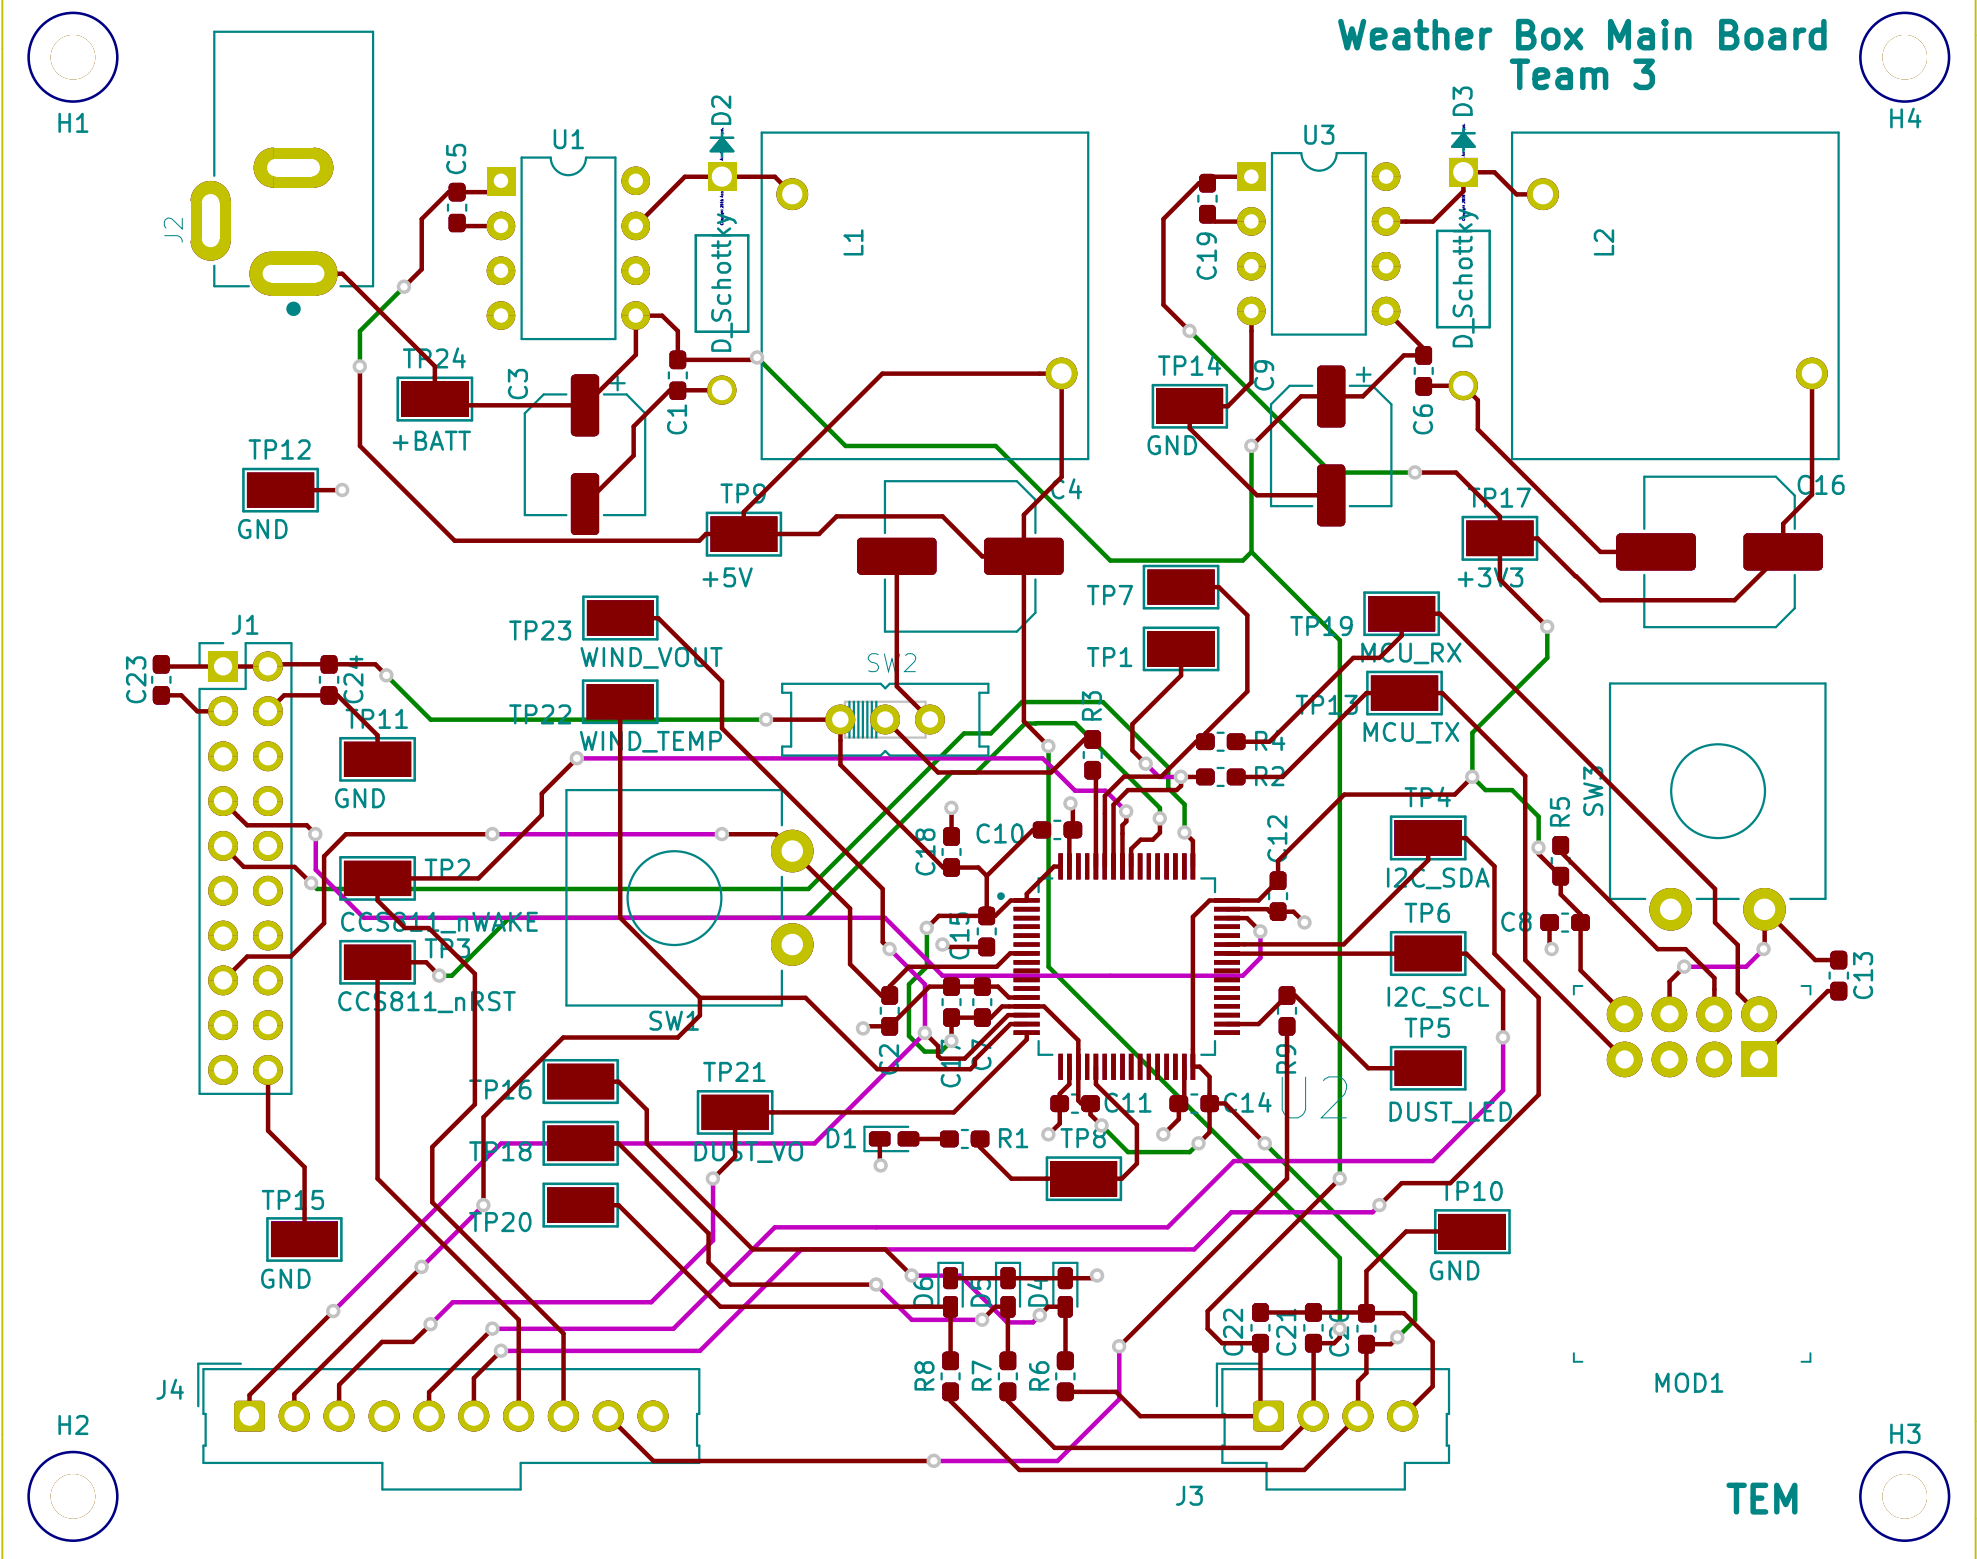 Weather Box Main Board
Team 3
H1
H4
J2
C5
U1
D2
D_Schottky
L1
U3
D3
D_Schottky
L2
C19
TP24
+BATT
C3
+
C1
TP14
GND
C9
+
C6
TP12
GND
TP9
+5V
C4
TP17
+3V3
C16
J1
C23
C24
TP23
WIND_VOUT
TP22
WIND_TEMP
SW2
TP7
TP1
R3
TP19
MCU_RX
TP13
MCU_TX
R4
R2
TP11
GND
SW3
TP4
I2C_SDA
R5
C18
C10
C12
TP2
CCS811_nWAKE
TP3
CCS811_nRST
SW1
C15
TP6
I2C_SCL
C8
C13
C2
C17
C7
R9
TP5
DUST_LED
U2
TP16
TP21
DUST_VO
C11
C14
TP18
D1
R1
TP8
TP15
GND
TP20
TP10
GND
D6
D5
D4
C22
C21
C20
R8
R7
R6
J4
MOD1
H2
H3
J3
TEM